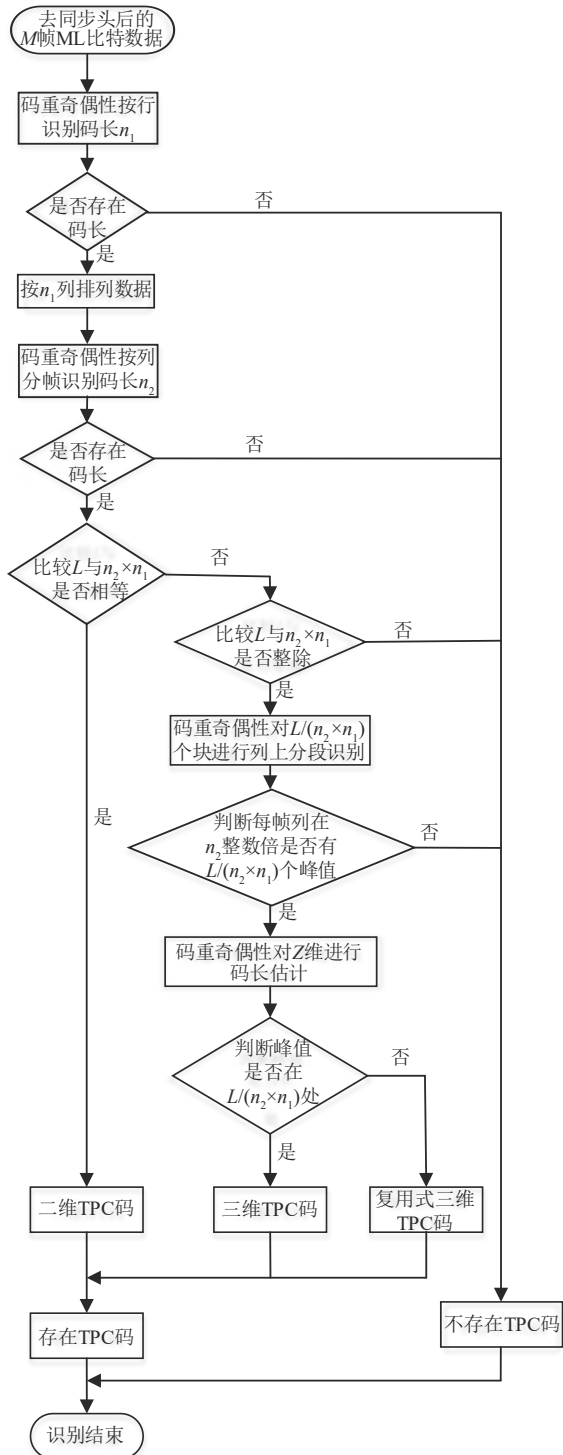 去同步头后的
M帧ML比特数据
码重奇偶性按行
识别码长n₁
是否存在
码长
否
是
按n₁列排列数据
码重奇偶性按列
分帧识别码长n₂
是否存在
码长
否
是
比较L与n₂×n₁
是否相等
否
比较L与n₂×n₁
是否整除
否
是
码重奇偶性对L/(n₂×n₁)
个块进行列上分段识别
是
判断每帧列在
n₂整数倍是否有
L/(n₂×n₁)个峰值
否
是
码重奇偶性对Z维进行
码长估计
判断峰值
是否在
L/(n₂×n₁)处
否
是
二维TPC码
三维TPC码
复用式三维
TPC码
存在TPC码
不存在TPC码
识别结束